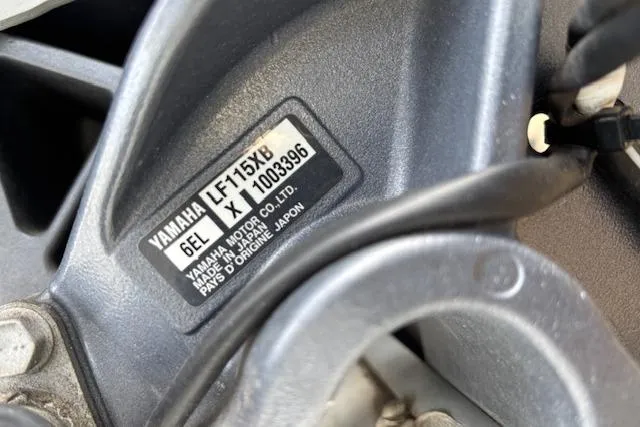 YAMAHA LF115XB
6EL X 1003396
YAMAHA MOTOR CO.,LTD.
MADE IN JAPAN
PAYS D'ORIGINE JAPON